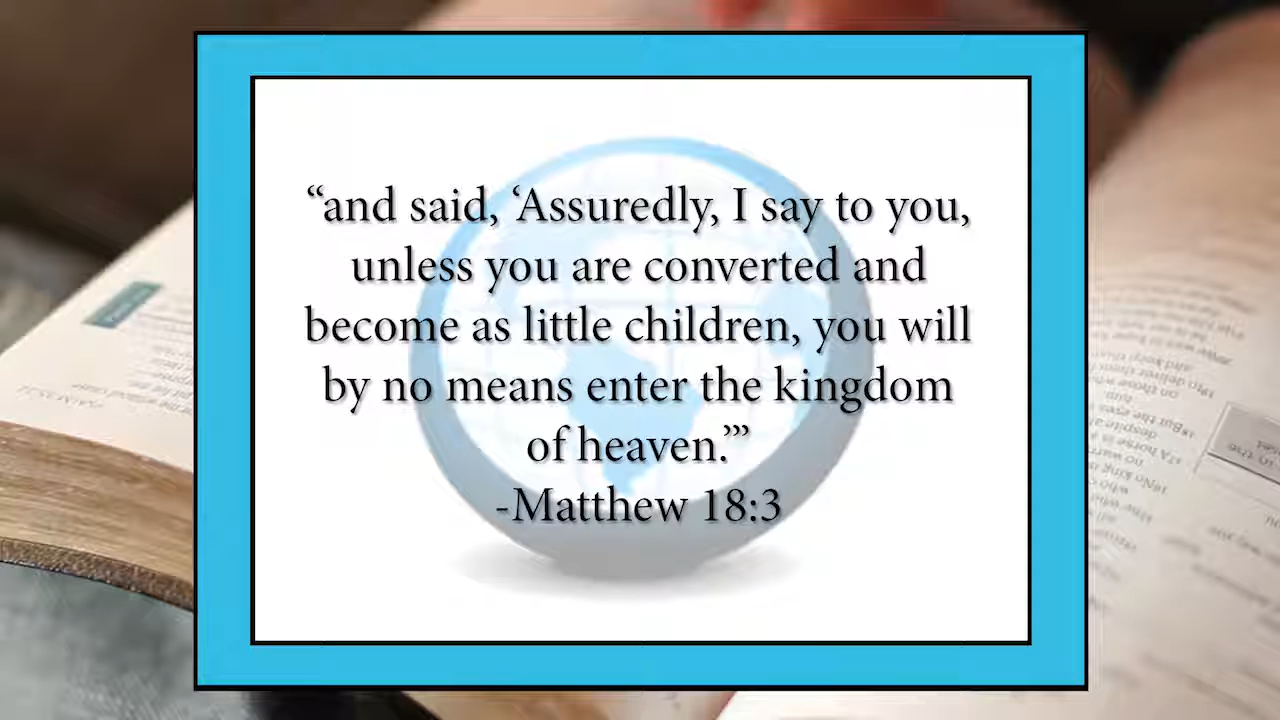 “and said, ‘Assuredly, I say to you,
unless you are converted and
become as little children, you will
by no means enter the kingdom
of heaven.’”
-Matthew 18:3